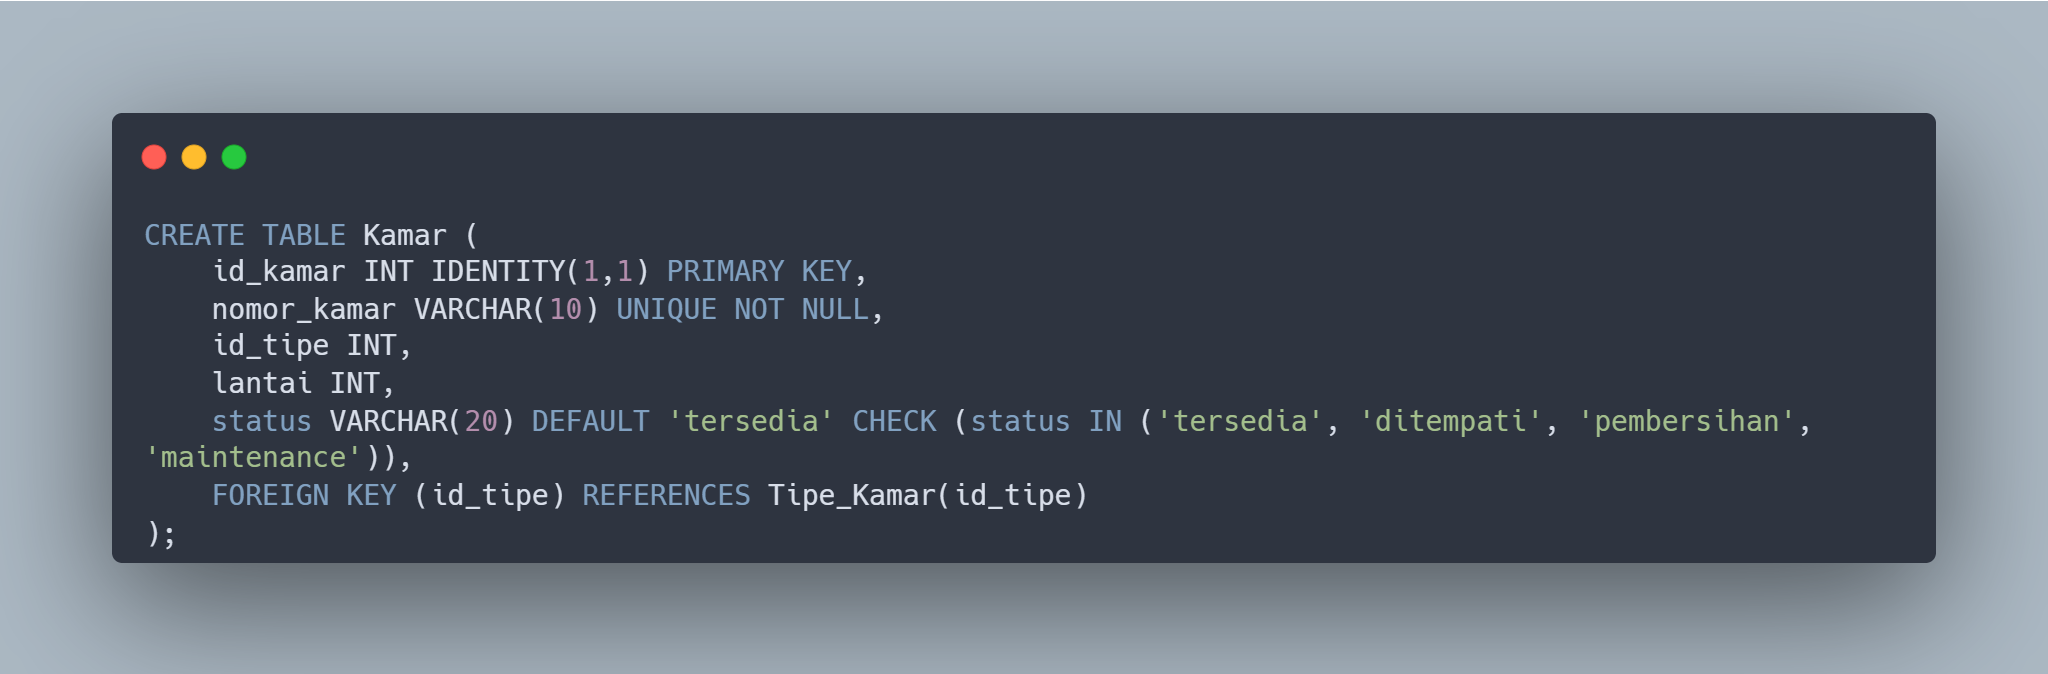 CREATE TABLE Kamar (
    id_kamar INT IDENTITY(1,1) PRIMARY KEY,
    nomor_kamar VARCHAR(10) UNIQUE NOT NULL,
    id_tipe INT,
    lantai INT,
    status VARCHAR(20) DEFAULT 'tersedia' CHECK (status IN ('tersedia', 'ditempati', 'pembersihan',
'maintenance')),
    FOREIGN KEY (id_tipe) REFERENCES Tipe_Kamar(id_tipe)
);